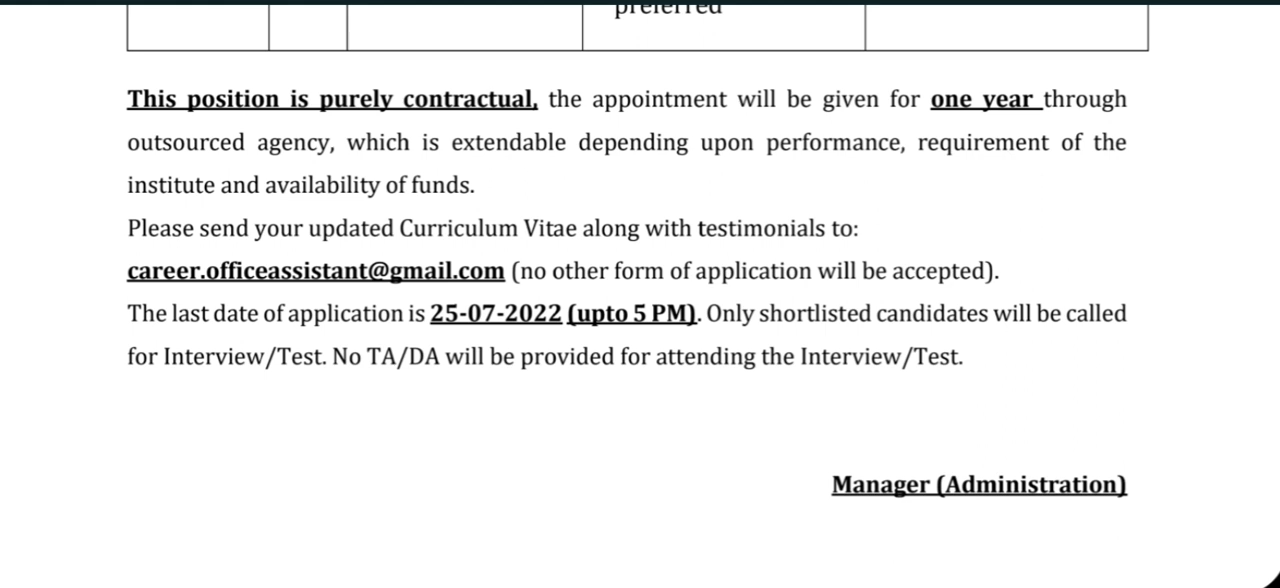 preferred
This position is purely contractual, the appointment will be given for one year through
outsourced agency, which is extendable depending upon performance, requirement of the
institute and availability of funds.
Please send your updated Curriculum Vitae along with testimonials to:
career.officeassistant@gmail.com (no other form of application will be accepted).
The last date of application is 25-07-2022 (upto 5 PM). Only shortlisted candidates will be called
for Interview/Test. No TA/DA will be provided for attending the Interview/Test.
Manager (Administration)